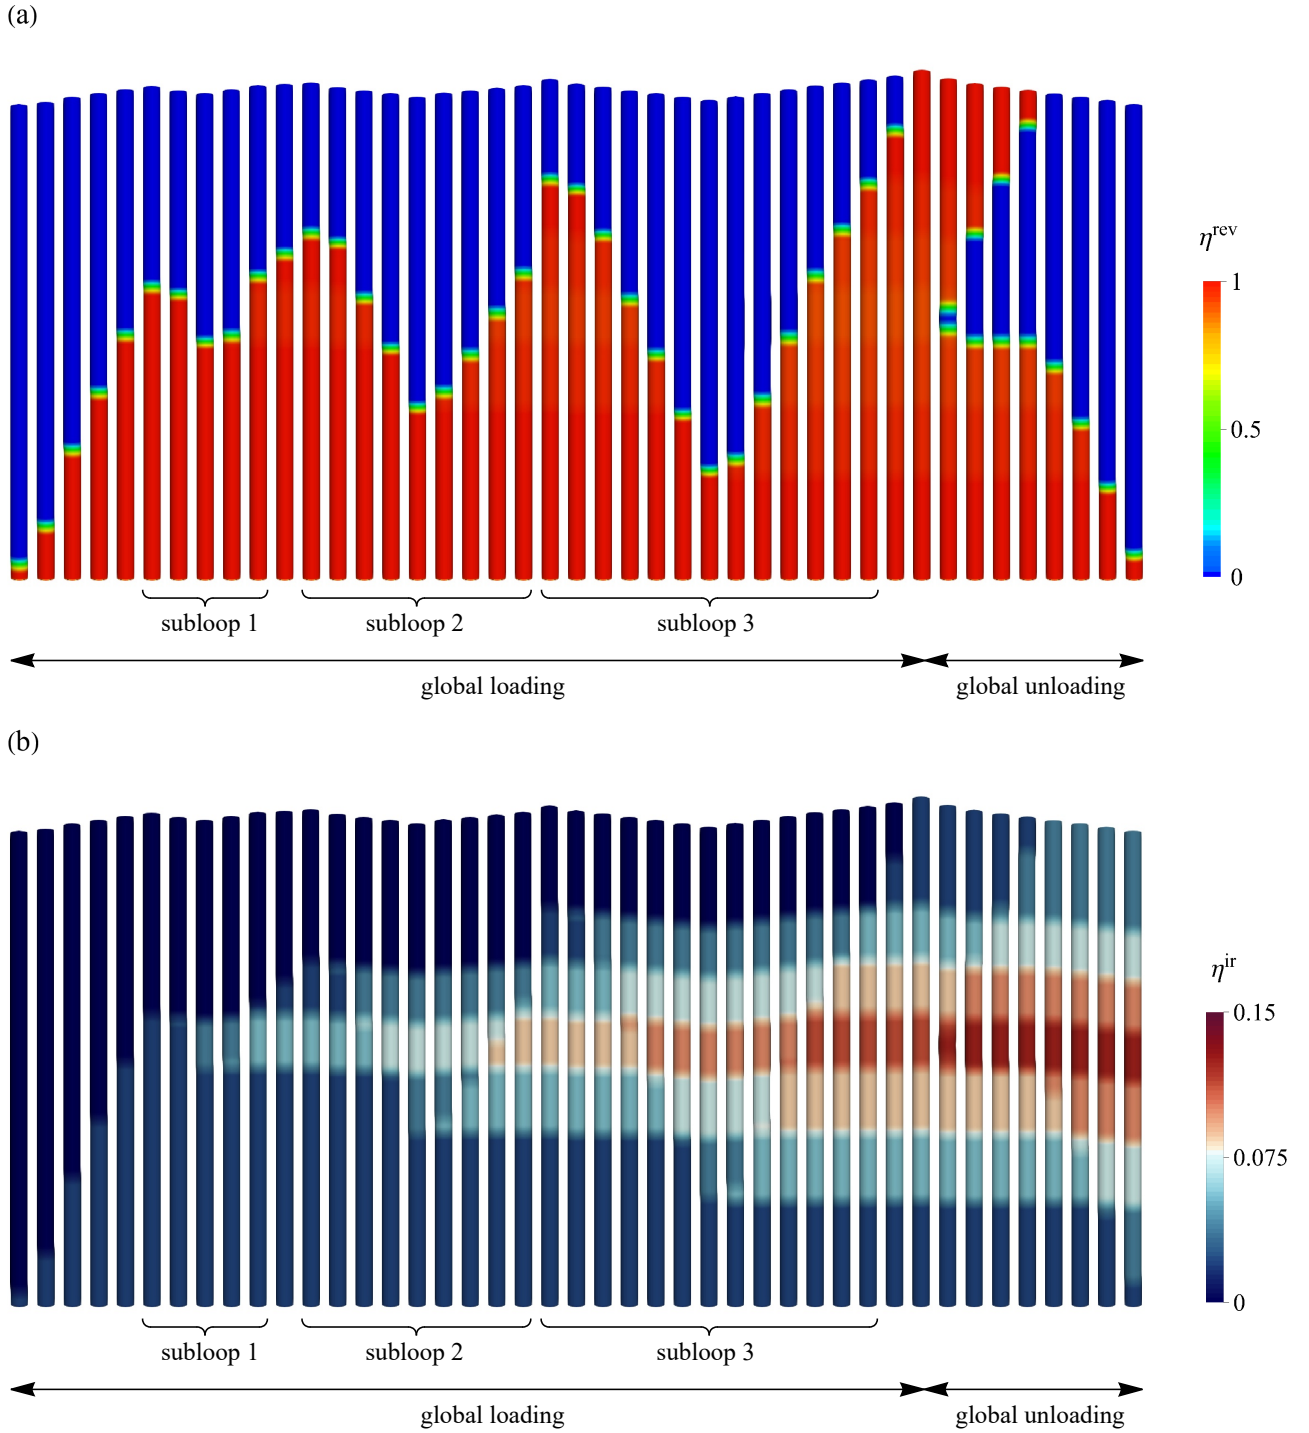 (a)
η^rev
1
0.5
0
subloop 1
subloop 2
subloop 3
global loading
global unloading
(b)
η^ir
0.15
0.075
0
subloop 1
subloop 2
subloop 3
global loading
global unloading